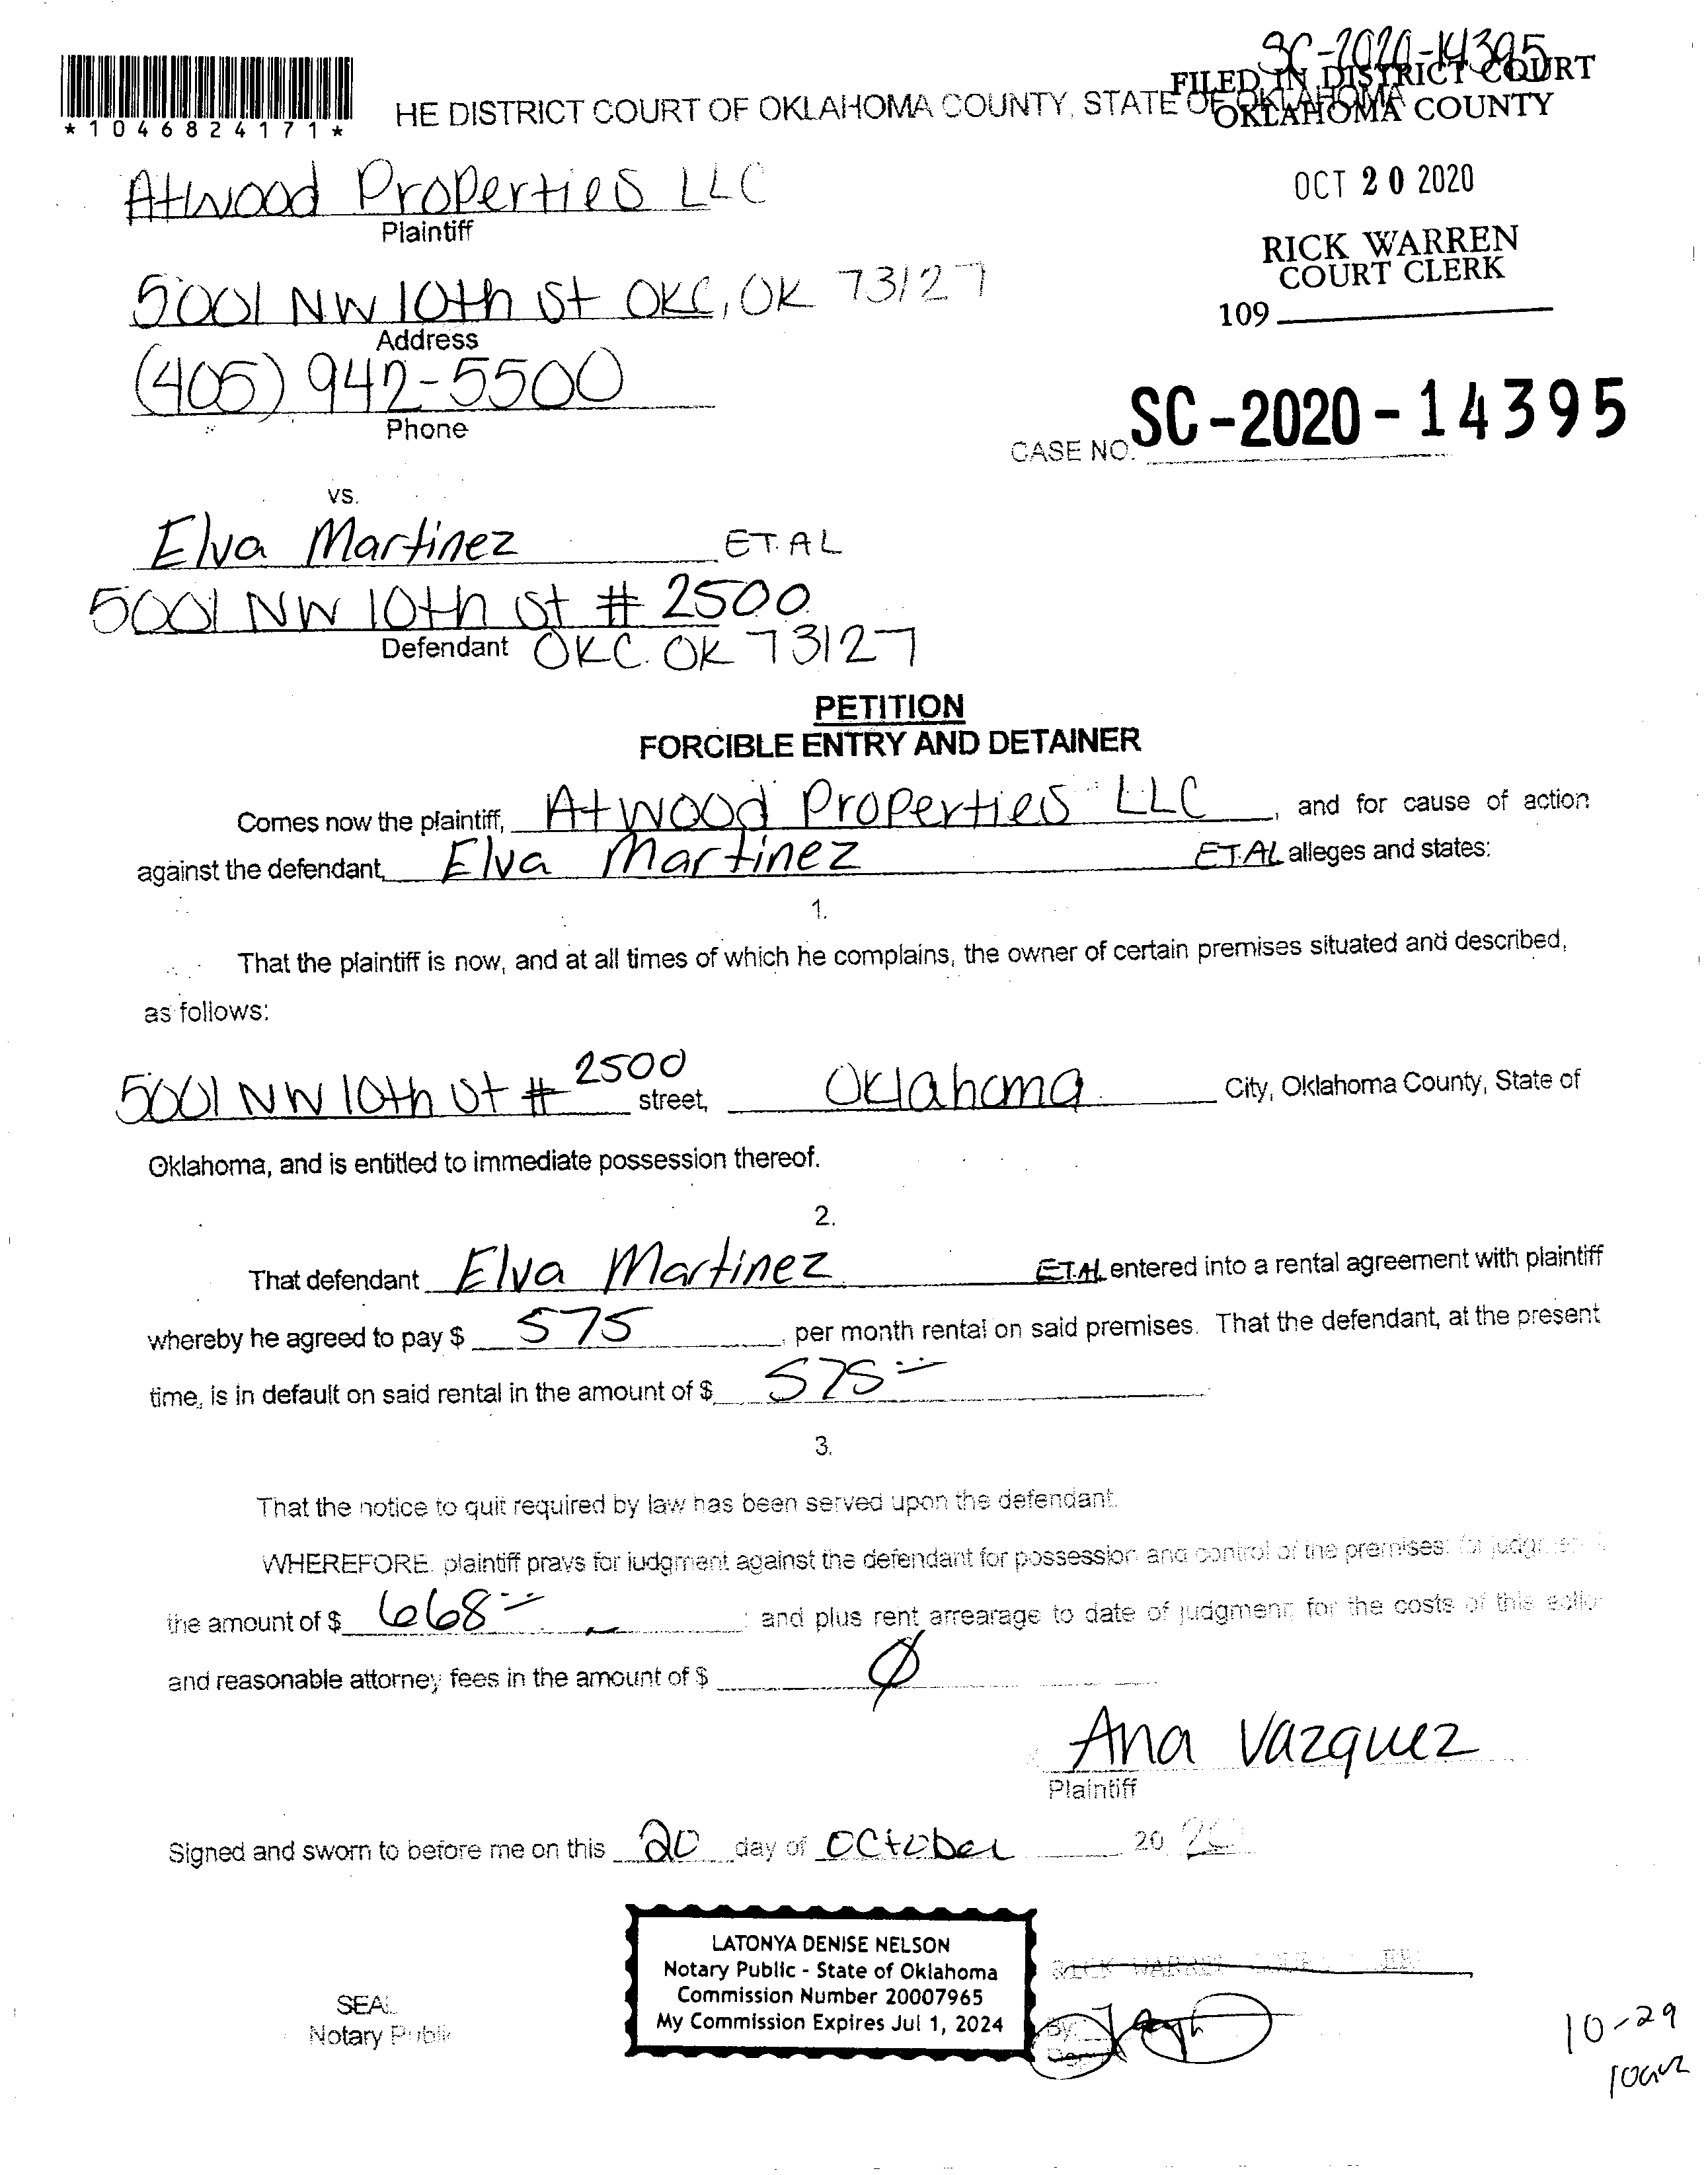 SC-2020-14395
FILED IN DISTRICT COURT
OKLAHOMA COUNTY
*1046824171*
HE DISTRICT COURT OF OKLAHOMA COUNTY, STATE OF OKLAHOMA
OCT 20 2020
RICK WARREN
COURT CLERK
109
Atwood Properties LLC
Plaintiff
5001 NW 10th St OKC, OK 73127
Address
(405) 942-5500
Phone
CASE NO. SC-2020-14395
vs.
Elva Martinez ET.AL
5001 NW 10th St # 2500
Defendant OKC. OK 73127
PETITION
FORCIBLE ENTRY AND DETAINER
Comes now the plaintiff, Atwood Properties LLC, and for cause of action
against the defendant, Elva Martinez ET.AL alleges and states:
1.
That the plaintiff is now, and at all times of which he complains, the owner of certain premises situated and described,
as follows:
5001 NW 10th St # 2500 street, Oklahoma City, Oklahoma County, State of
Oklahoma, and is entitled to immediate possession thereof.
2.
That defendant Elva Martinez ET.AL entered into a rental agreement with plaintiff
whereby he agreed to pay $ 575, per month rental on said premises. That the defendant, at the present
time, is in default on said rental in the amount of $ 575
3.
That the notice to quit required by law has been served upon the defendant.
WHEREFORE, plaintiff prays for judgment against the defendant for possession and control of the premises; for judgment
the amount of $ 668 ; and plus rent arrearage to date of judgment; for the costs of this action
and reasonable attorney fees in the amount of $ Ø
Ana Vazquez
Plaintiff
Signed and sworn to before me on this 20 day of October 20 20
LATONYA DENISE NELSON
Notary Public - State of Oklahoma
Commission Number 20007965
My Commission Expires Jul 1, 2024
RICK WARREN
SEAL
Notary Public
By
10-29
10am